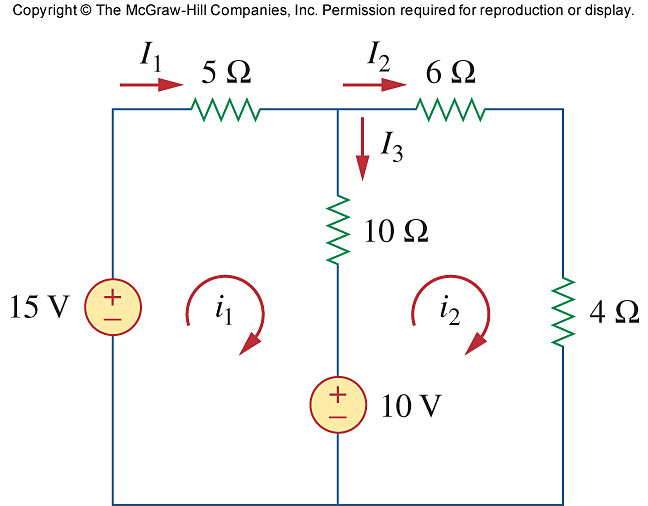 Copyright © The McGraw-Hill Companies, Inc. Permission required for reproduction or display.
I₁ I₂
5 Ω 6 Ω
I₃
10 Ω
15 V + − i₁ i₂ 4 Ω
+ − 10 V